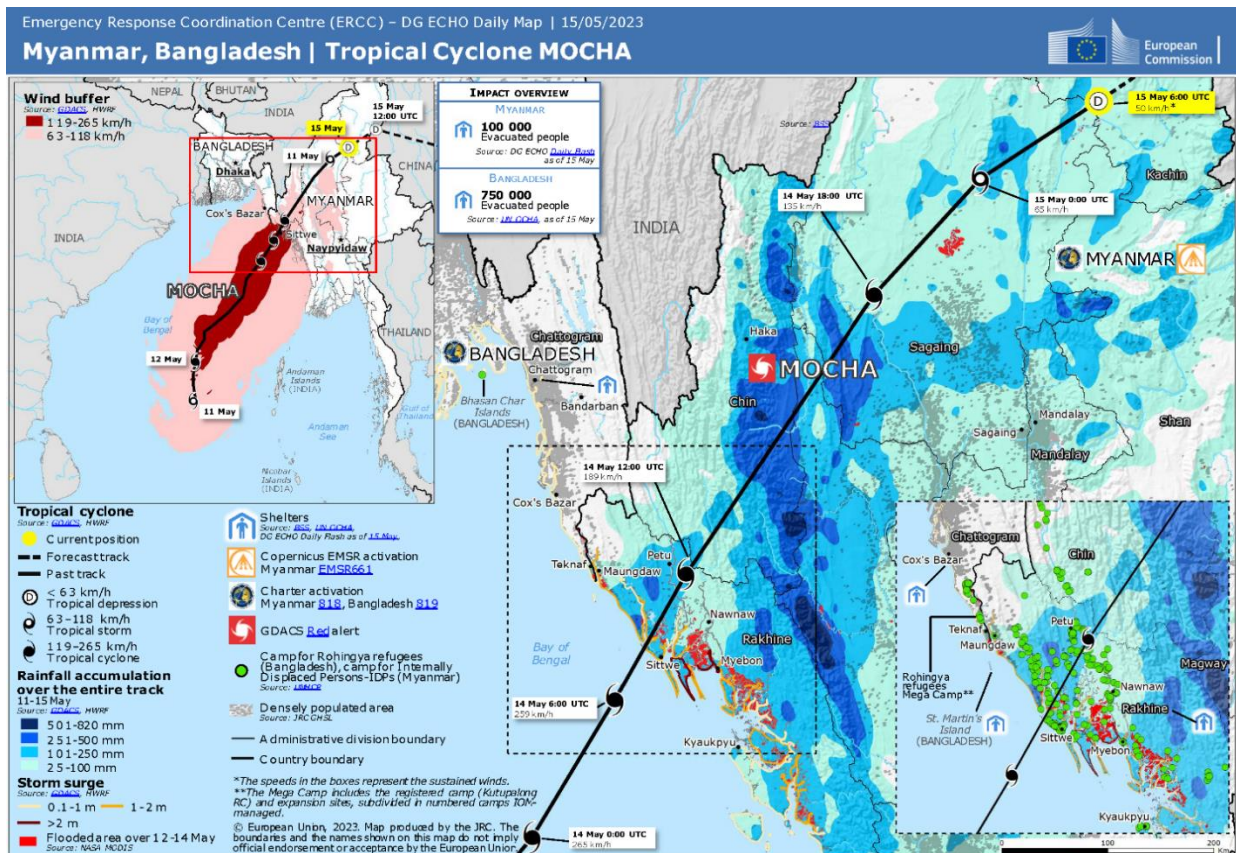 Emergency Response Coordination Centre (ERCC) – DG ECHO Daily Map | 15/05/2023
Myanmar, Bangladesh | Tropical Cyclone MOCHA
European
Commission
Wind buffer
Source: GDACS, HWRF
119-265 km/h
63-118 km/h
NEPAL
BHUTAN
INDIA
15 May
12:00 UTC
15 May
BANGLADESH
Dhaka
11 May
CHINA
Cox's Bazar
MYANMAR
INDIA
Sittwe
Naypyidaw
MOCHA
Bay of
Bengal
THAILAND
12 May
Andaman
Islands
(INDIA)
11 May
Andaman
Sea
Gulf of
Thailand
Nicobar
Islands
(INDIA)
IMPACT OVERVIEW
MYANMAR
100 000
Evacuated people
Source: DG ECHO Daily Flash
as of 15 May
BANGLADESH
750 000
Evacuated people
Source: UN OCHA, as of 15 May
Source: BSS
15 May 6:00 UTC
50 km/h*
Kachin
14 May 18:00 UTC
135 km/h
15 May 0:00 UTC
65 km/h
INDIA
MYANMAR
Chattogram
BANGLADESH
Chattogram
Bhasan Char
Islands
(BANGLADESH)
Bandarban
Haka
MOCHA
Chin
Sagaing
Sagaing
Mandalay
Mandalay
Shan
14 May 12:00 UTC
189 km/h
Cox's Bazar
Teknaf
Maungdaw
Petu
Nawnaw
Bay of
Bengal
Sittwe
Myebon
Rakhine
14 May 6:00 UTC
259 km/h
Kyaukpyu
14 May 0:00 UTC
265 km/h
Chattogram
Cox's Bazar
Chin
Teknaf
Maungdaw
Petu
Rohingya
refugees
Mega Camp**
Nawnaw
Magway
Rakhine
St. Martin's
Island
(BANGLADESH)
Sittwe
Myebon
Kyaukpyu
0 100 200
Km
Tropical cyclone
Source: GDACS, HWRF
Current position
Forecast track
Past track
D
< 63 km/h
Tropical depression
63–118 km/h
Tropical storm
119–265 km/h
Tropical cyclone
Rainfall accumulation
over the entire track
11-15 May
Source: GDACS, HWRF
501-820 mm
251-500 mm
101-250 mm
25-100 mm
Storm surge
Source: GDACS, HWRF
0.1-1 m
1-2 m
>2 m
Flooded area over 12-14 May
Source: NASA MODIS
Shelters
Source: BSS, UN OCHA,
DG ECHO Daily Flash as of 15 May.
Copernicus EMSR activation
Myanmar EMSR661
Charter activation
Myanmar 818, Bangladesh 819
GDACS Red alert
Camp for Rohingya refugees
(Bangladesh), camp for Internally
Displaced Persons-IDPs (Myanmar)
Source: UNHCR
Densely populated area
Source: JRC GHSL
Administrative division boundary
Country boundary
*The speeds in the boxes represent the sustained winds.
**The Mega Camp includes the registered camp (Kutupalong
RC) and expansion sites, subdivided in numbered camps IOM-
managed.
© European Union, 2023. Map produced by the JRC. The
boundaries and the names shown on this map do not imply
official endorsement or acceptance by the European Union